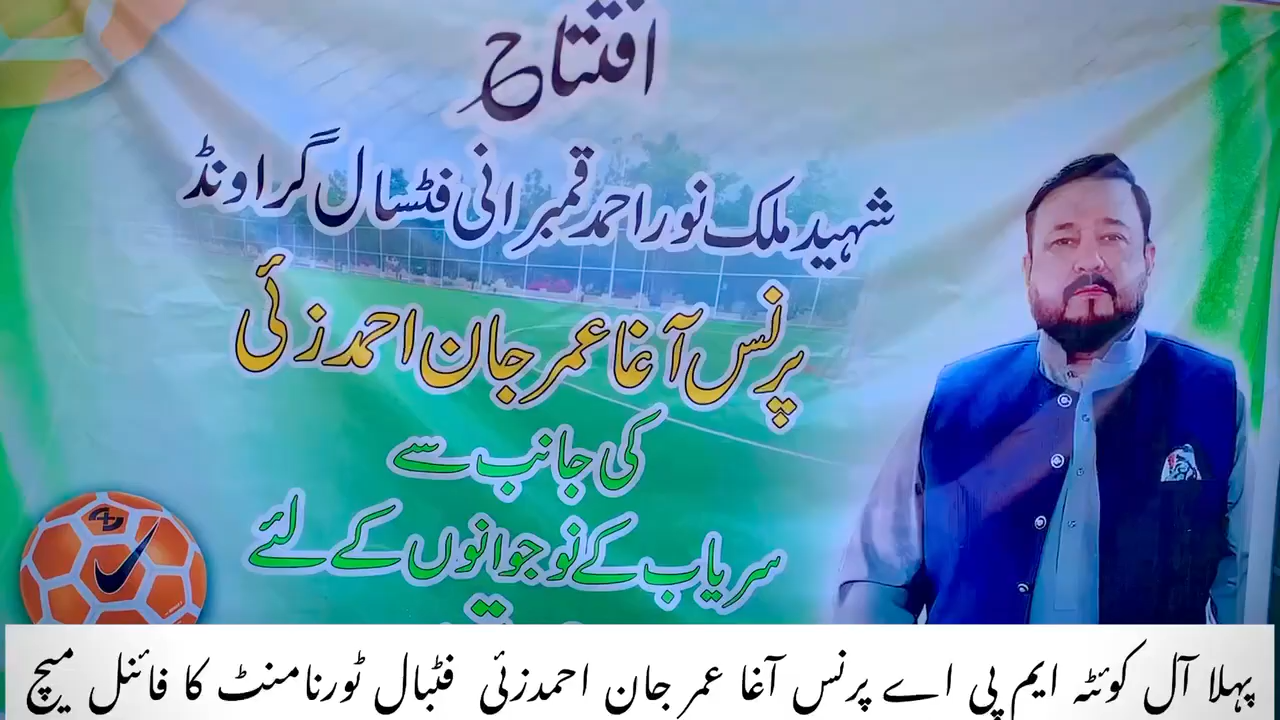 افتتاح
شہید ملک نور احمد قمبرانی فٹسال گراونڈ
پرنس آغا عمر جان احمد زئی
کی جانب سے
سریاب کے نوجوانوں کے لئے
پہلا آل کوئٹہ ایم پی اے پرنس آغا عمر جان احمدزئی فٹبال ٹورنامنٹ کا فائنل میچ